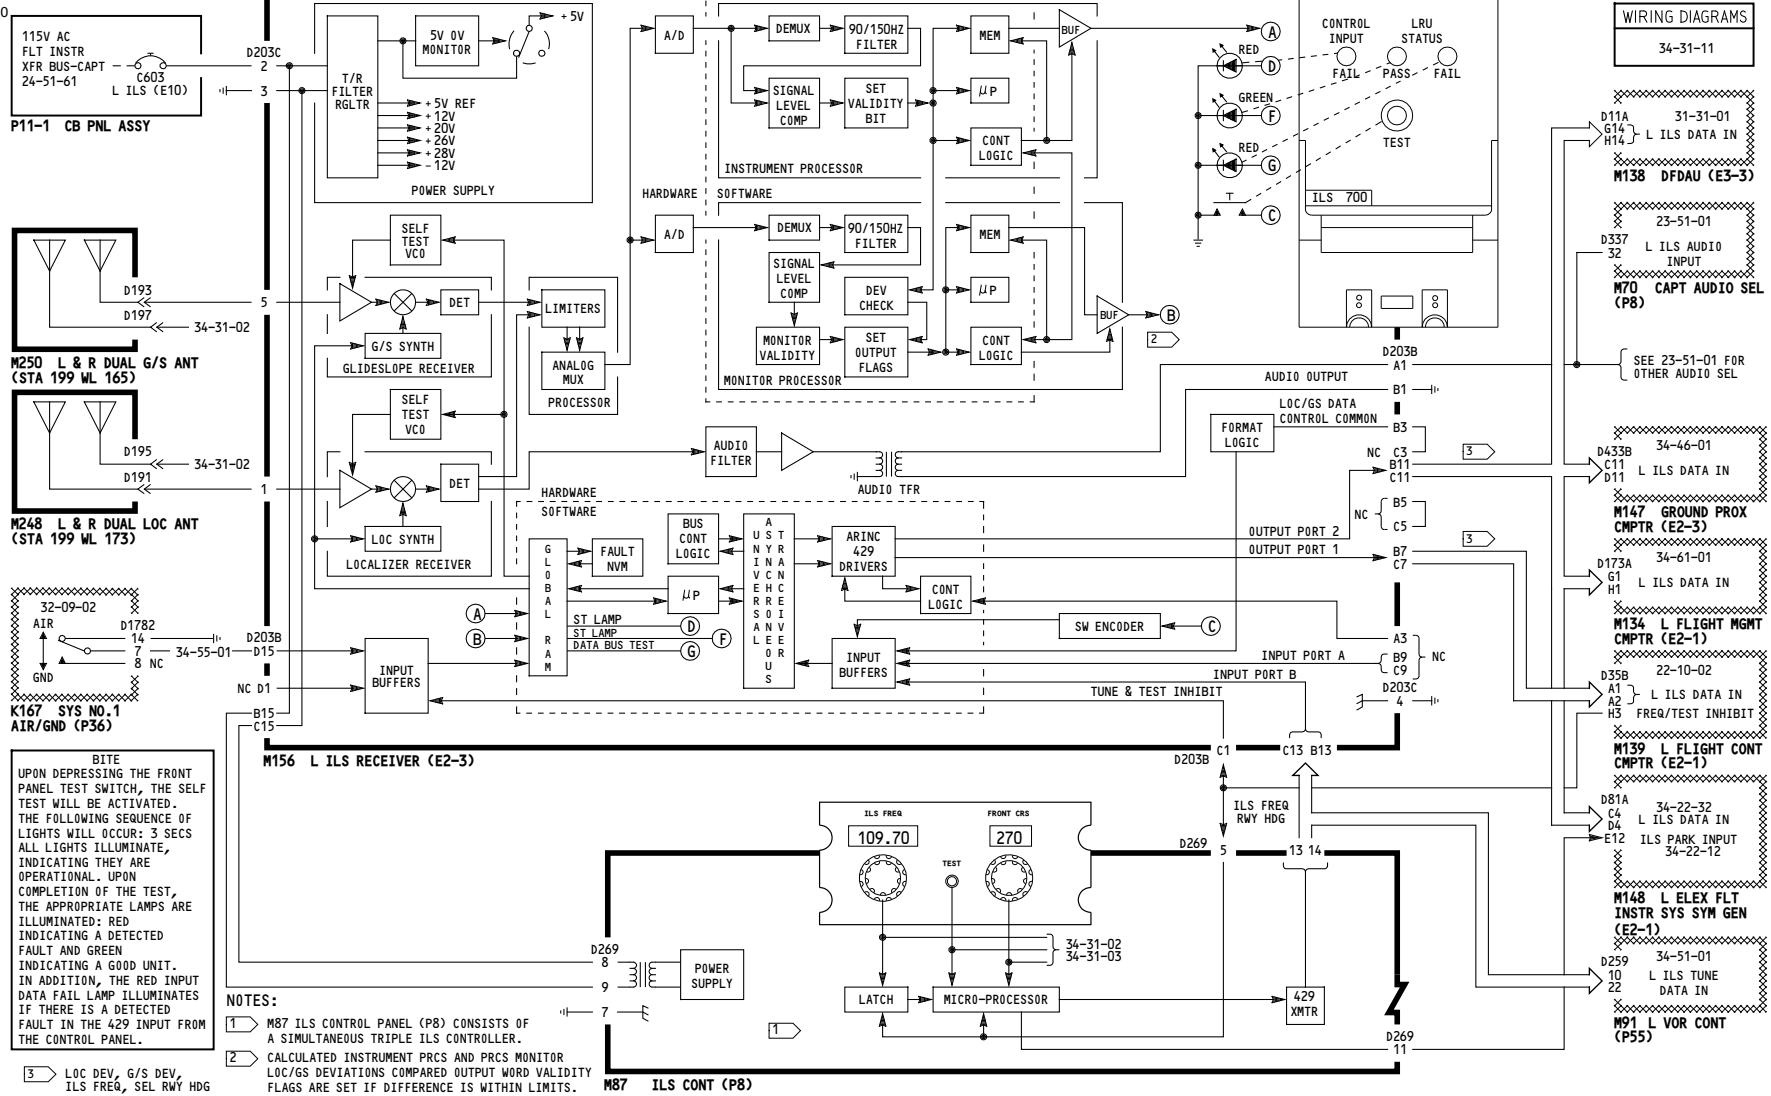 0
115V AC
FLT INSTR
XFR BUS-CAPT
24-51-61
C603
L ILS (E10)
P11-1 CB PNL ASSY
D203C
2
3
T/R
FILTER
RGLTR
5V OV
MONITOR
+5V
+5V REF
+12V
+20V
+26V
+28V
-12V
POWER SUPPLY
A/D
DEMUX
90/150HZ
FILTER
SIGNAL
LEVEL
COMP
SET
VALIDITY
BIT
MEM
μP
CONT
LOGIC
BUF
INSTRUMENT PROCESSOR
HARDWARE
SOFTWARE
A/D
DEMUX
90/150HZ
FILTER
SIGNAL
LEVEL
COMP
DEV
CHECK
MONITOR
VALIDITY
SET
OUTPUT
FLAGS
MEM
μP
CONT
LOGIC
BUF
MONITOR PROCESSOR
A
RED
D
GREEN
F
RED
G
T
C
B
2
CONTROL
INPUT
LRU
STATUS
FAIL
PASS
FAIL
TEST
ILS 700
WIRING DIAGRAMS
34-31-11
D11A
31-31-01
G14
H14
L ILS DATA IN
M138 DFDAU (E3-3)
23-51-01
D337
32
L ILS AUDIO
INPUT
M70 CAPT AUDIO SEL
(P8)
SEE 23-51-01 FOR
OTHER AUDIO SEL
D193
5
D197
34-31-02
M250 L & R DUAL G/S ANT
(STA 199 WL 165)
D195
34-31-02
D191
1
M248 L & R DUAL LOC ANT
(STA 199 WL 173)
SELF
TEST
VCO
DET
G/S SYNTH
GLIDESLOPE RECEIVER
LIMITERS
ANALOG
MUX
PROCESSOR
SELF
TEST
VCO
DET
LOC SYNTH
LOCALIZER RECEIVER
AUDIO
FILTER
AUDIO TFR
AUDIO OUTPUT
LOC/GS DATA
CONTROL COMMON
FORMAT
LOGIC
D203B
A1
B1
B3
NC C3
B11
C11
NC
B5
C5
B7
C7
3
3
D433B
34-46-01
C11
D11
L ILS DATA IN
M147 GROUND PROX
CMPTR (E2-3)
D173A
34-61-01
G1
H1
L ILS DATA IN
M134 L FLIGHT MGMT
CMPTR (E2-1)
HARDWARE
SOFTWARE
GLOBAL RAM
FAULT
NVM
BUS
CONT
LOGIC
μP
UNIVERSAL
ASYNCHRONEOUS
TRANCEIVER
ARINC
429
DRIVERS
CONT
LOGIC
OUTPUT PORT 2
OUTPUT PORT 1
A
B
ST LAMP
D
ST LAMP
F
DATA BUS TEST
G
SW ENCODER
C
INPUT
BUFFERS
INPUT PORT A
INPUT PORT B
TUNE & TEST INHIBIT
A3
B9
C9
NC
D203C
4
32-09-02
AIR
GND
D1782
14
7
8 NC
34-55-01
D203B
D15
NC D1
INPUT
BUFFERS
K167 SYS NO.1
AIR/GND (P36)
B15
C15
M156 L ILS RECEIVER (E2-3)
C1
D203B
C13 B13
D35B
22-10-02
A1
A2
L ILS DATA IN
H3
FREQ/TEST INHIBIT
M139 L FLIGHT CONT
CMPTR (E2-1)
D81A
34-22-32
C4
D4
L ILS DATA IN
E12
ILS PARK INPUT
34-22-12
M148 L ELEX FLT
INSTR SYS SYM GEN
(E2-1)
D259
34-51-01
10
22
L ILS TUNE
DATA IN
M91 L VOR CONT
(P55)
BITE
UPON DEPRESSING THE FRONT
PANEL TEST SWITCH, THE SELF
TEST WILL BE ACTIVATED.
THE FOLLOWING SEQUENCE OF
LIGHTS WILL OCCUR: 3 SECS
ALL LIGHTS ILLUMINATE,
INDICATING THEY ARE
OPERATIONAL. UPON
COMPLETION OF THE TEST,
THE APPROPRIATE LAMPS ARE
ILLUMINATED: RED
INDICATING A DETECTED
FAULT AND GREEN
INDICATING A GOOD UNIT.
IN ADDITION, THE RED INPUT
DATA FAIL LAMP ILLUMINATES
IF THERE IS A DETECTED
FAULT IN THE 429 INPUT FROM
THE CONTROL PANEL.
3 LOC DEV, G/S DEV,
ILS FREQ, SEL RWY HDG
ILS FREQ
109.70
TEST
FRONT CRS
270
ILS FREQ
RWY HDG
D269
5
13 14
34-31-02
34-31-03
D269
8
9
7
POWER
SUPPLY
LATCH
MICRO-PROCESSOR
429
XMTR
1
D269
11
NOTES:
1 M87 ILS CONTROL PANEL (P8) CONSISTS OF
A SIMULTANEOUS TRIPLE ILS CONTROLLER.
2 CALCULATED INSTRUMENT PRCS AND PRCS MONITOR
LOC/GS DEVIATIONS COMPARED OUTPUT WORD VALIDITY
FLAGS ARE SET IF DIFFERENCE IS WITHIN LIMITS.
M87 ILS CONT (P8)